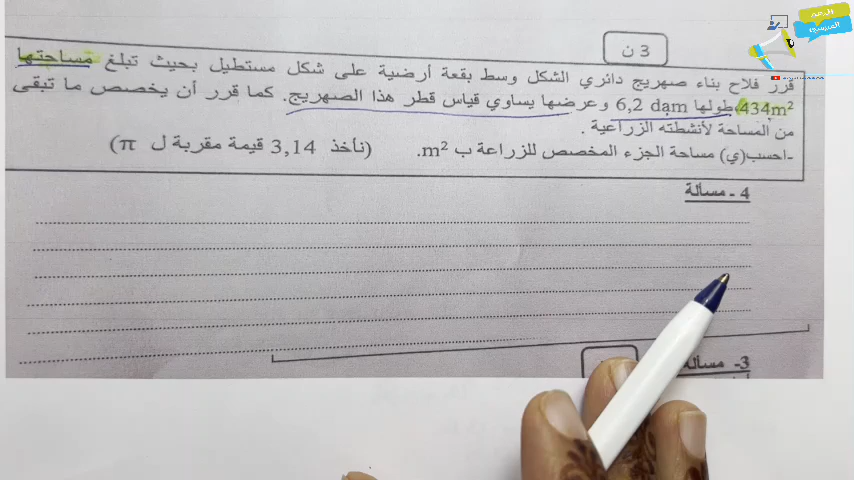 3 ن
قرر فلاح بناء صهريج دائري الشكل وسط بقعة أرضية على شكل مستطيل بحيث تبلغ مساحتها
434m² طولها 6,2 dam وعرضها يساوي قياس قطر هذا الصهريج. كما قرر أن يخصص ما تبقى
من المساحة لأنشطته الزراعية .
-احسب(ي) مساحة الجزء المخصص للزراعة ب m². (نأخذ 3,14 قيمة مقربة ل π)
4 - مسألة
3- مسألة